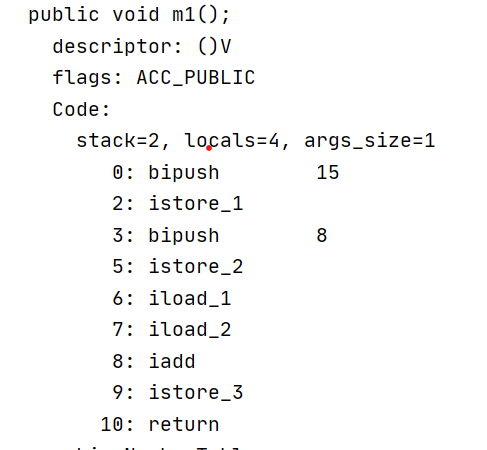 public void m1();
descriptor: ()V
flags: ACC_PUBLIC
Code:
stack=2, locals=4, args_size=1
0: bipush 15
2: istore_1
3: bipush 8
5: istore_2
6: iload_1
7: iload_2
8: iadd
9: istore_3
10: return